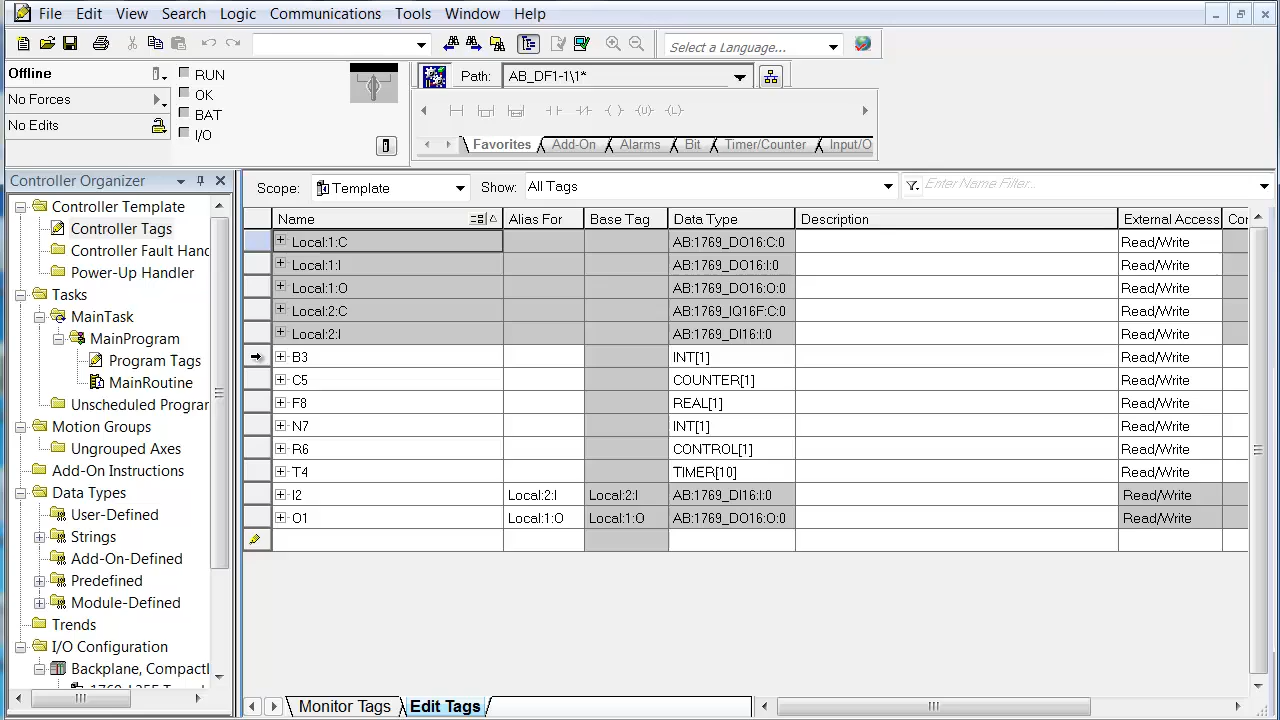 File Edit View Search Logic Communications Tools Window Help
Select a Language...
Offline
RUN
No Forces
OK
No Edits
BAT
I/O
Path: AB_DF1-1\1*
Favorites Add-On Alarms Bit Timer/Counter Input/O
Controller Organizer
Controller Template
Controller Tags
Controller Fault Hand
Power-Up Handler
Tasks
MainTask
MainProgram
Program Tags
MainRoutine
Unscheduled Program
Motion Groups
Ungrouped Axes
Add-On Instructions
Data Types
User-Defined
Strings
Add-On-Defined
Predefined
Module-Defined
Trends
I/O Configuration
Backplane, CompactL
Scope: Template Show: All Tags Enter Name Filter...
Name Alias For Base Tag Data Type Description External Access Con
Local:1:C AB:1769_DO16:C:0 Read/Write
Local:1:I AB:1769_DO16:I:0 Read/Write
Local:1:O AB:1769_DO16:O:0 Read/Write
Local:2:C AB:1769_IQ16F:C:0 Read/Write
Local:2:I AB:1769_DI16:I:0 Read/Write
B3 INT[1] Read/Write
C5 COUNTER[1] Read/Write
F8 REAL[1] Read/Write
N7 INT[1] Read/Write
R6 CONTROL[1] Read/Write
T4 TIMER[10] Read/Write
I2 Local:2:I Local:2:I AB:1769_DI16:I:0 Read/Write
O1 Local:1:O Local:1:O AB:1769_DO16:O:0 Read/Write
Monitor Tags Edit Tags